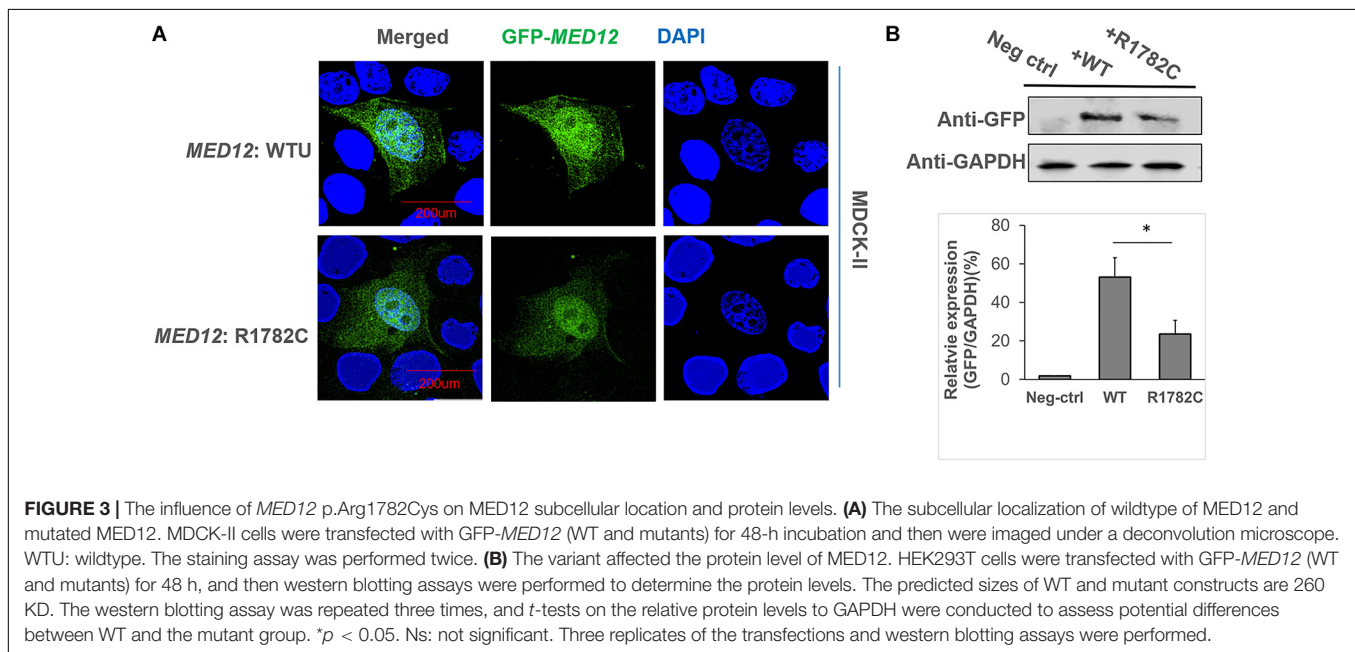 A
Merged
GFP-MED12
DAPI
MED12: WTU
200um
MED12: R1782C
200um
MDCK-II
B
Neg ctrl
+WT
+R1782C
Anti-GFP
Anti-GAPDH
Relatvie expression
(GFP/GAPDH)(%)
80
60
40
20
0
*
Neg-ctrl WT R1782C
FIGURE 3 | The influence of MED12 p.Arg1782Cys on MED12 subcellular location and protein levels. (A) The subcellular localization of wildtype of MED12 and
mutated MED12. MDCK-II cells were transfected with GFP-MED12 (WT and mutants) for 48-h incubation and then were imaged under a deconvolution microscope.
WTU: wildtype. The staining assay was performed twice. (B) The variant affected the protein level of MED12. HEK293T cells were transfected with GFP-MED12 (WT
and mutants) for 48 h, and then western blotting assays were performed to determine the protein levels. The predicted sizes of WT and mutant constructs are 260
KD. The western blotting assay was repeated three times, and t-tests on the relative protein levels to GAPDH were conducted to assess potential differences
between WT and the mutant group. *p < 0.05. Ns: not significant. Three replicates of the transfections and western blotting assays were performed.